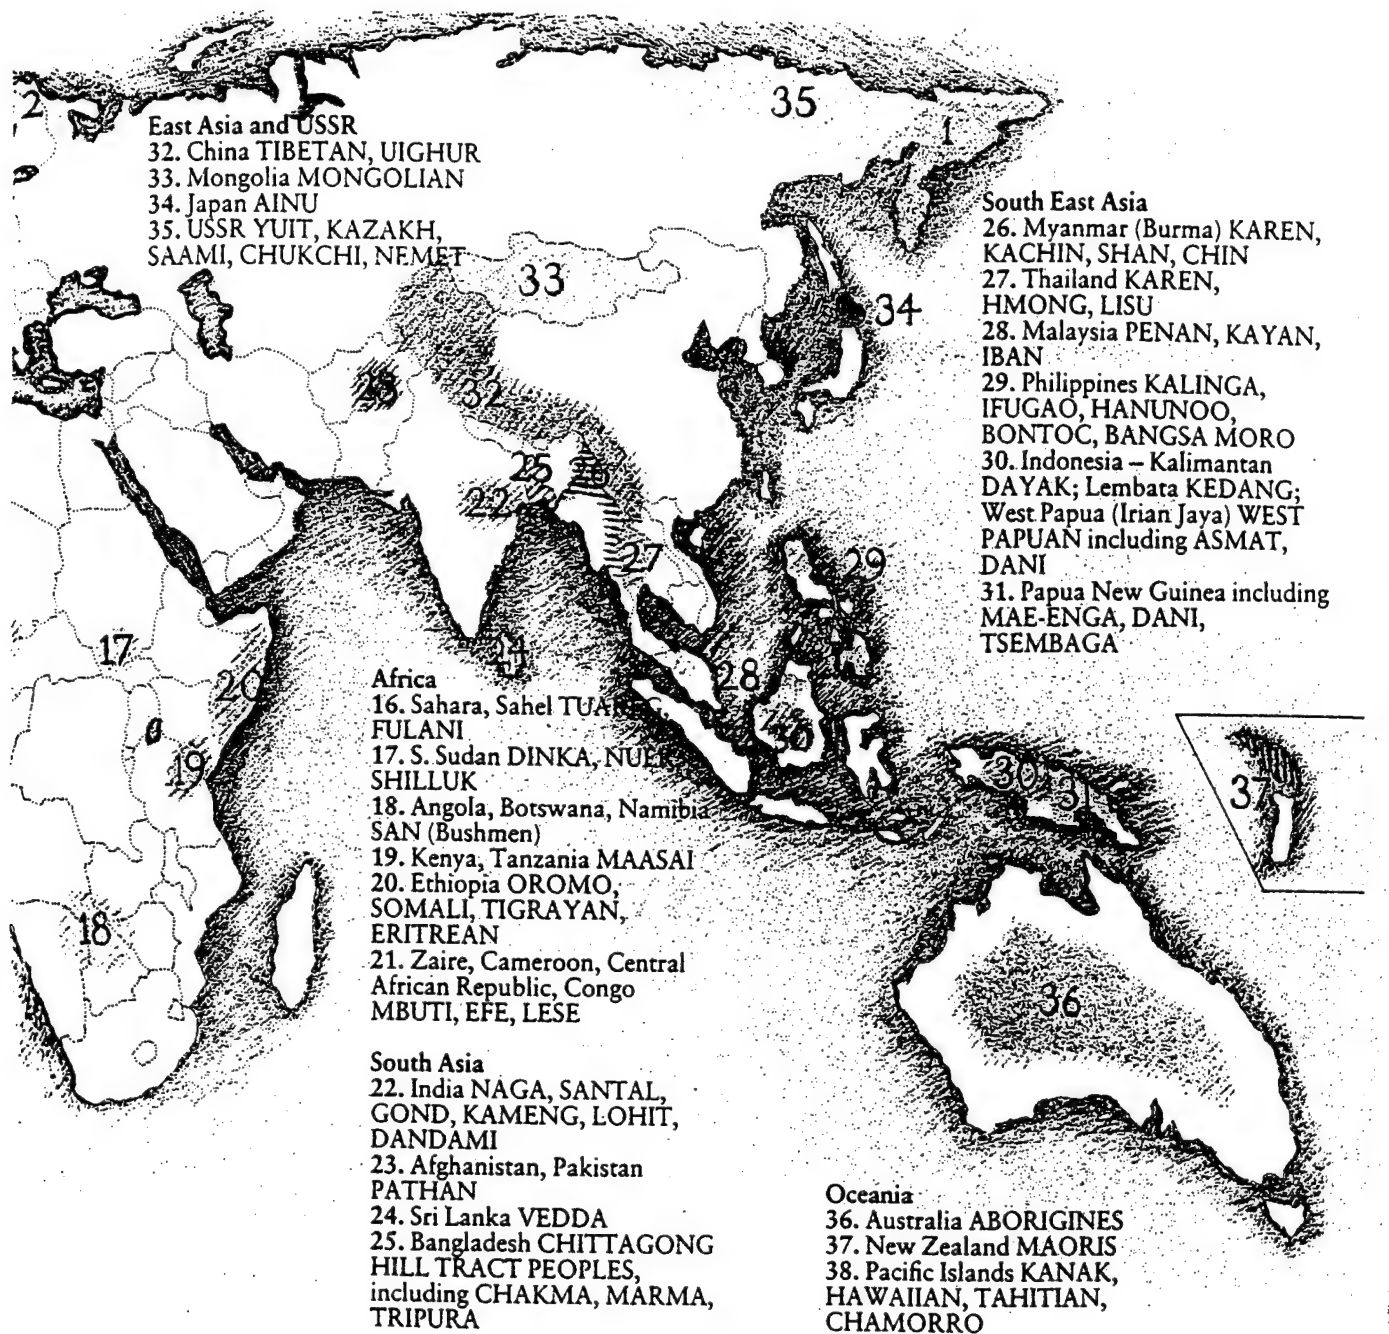 2
35
1
East Asia and USSR
32. China TIBETAN, UIGHUR
33. Mongolia MONGOLIAN
34. Japan AINU
35. USSR YUIT, KAZAKH,
SAAMI, CHUKCHI, NEMET
South East Asia
26. Myanmar (Burma) KAREN,
KACHIN, SHAN, CHIN
27. Thailand KAREN,
HMONG, LISU
28. Malaysia PENAN, KAYAN,
IBAN
29. Philippines KALINGA,
IFUGAO, HANUNOO,
BONTOC, BANGSA MORO
30. Indonesia – Kalimantan
DAYAK; Lembata KEDANG;
West Papua (Irian Jaya) WEST
PAPUAN including ASMAT,
DANI
31. Papua New Guinea including
MAE-ENGA, DANI,
TSEMBAGA
33
34
23
32
25
26
22
27
29
17
24
20
28
30
19
30
31
37
18
36
Africa
16. Sahara, Sahel TUAREG,
FULANI
17. S. Sudan DINKA, NUER
SHILLUK
18. Angola, Botswana, Namibia
SAN (Bushmen)
19. Kenya, Tanzania MAASAI
20. Ethiopia OROMO,
SOMALI, TIGRAYAN,
ERITREAN
21. Zaire, Cameroon, Central
African Republic, Congo
MBUTI, EFE, LESE
South Asia
22. India NAGA, SANTAL,
GOND, KAMENG, LOHIT,
DANDAMI
23. Afghanistan, Pakistan
PATHAN
24. Sri Lanka VEDDA
25. Bangladesh CHITTAGONG
HILL TRACT PEOPLES,
including CHAKMA, MARMA,
TRIPURA
Oceania
36. Australia ABORIGINES
37. New Zealand MAORIS
38. Pacific Islands KANAK,
HAWAIIAN, TAHITIAN,
CHAMORRO